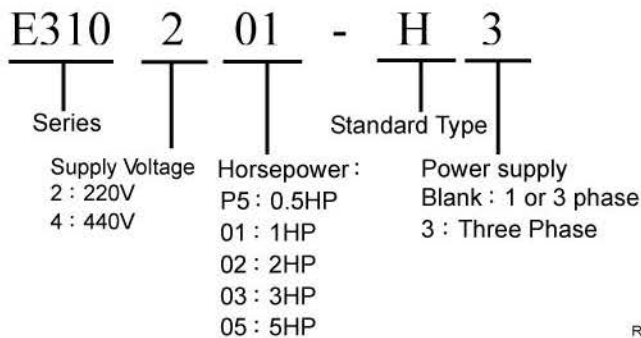 E310 2 01 - H 3
Series
Standard Type
Supply Voltage
2 : 220V
4 : 440V
Horsepower :
P5 : 0.5HP
01 : 1HP
02 : 2HP
03 : 3HP
05 : 5HP
Power supply
Blank : 1 or 3 phase
3 : Three Phase
R